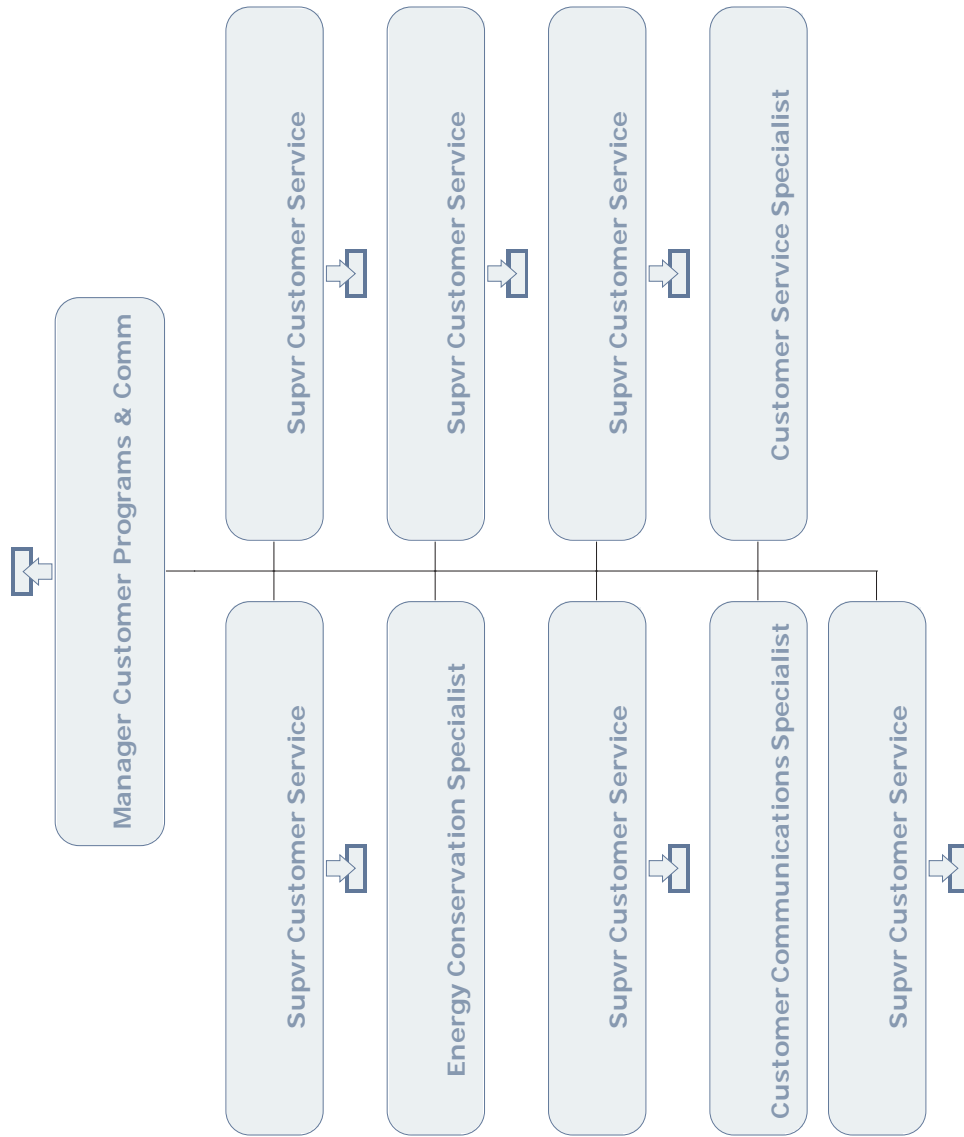 Manager Customer Programs & Comm
Supvr Customer Service
Supvr Customer Service
Energy Conservation Specialist
Supvr Customer Service
Supvr Customer Service
Supvr Customer Service
Customer Communications Specialist
Customer Service Specialist
Supvr Customer Service